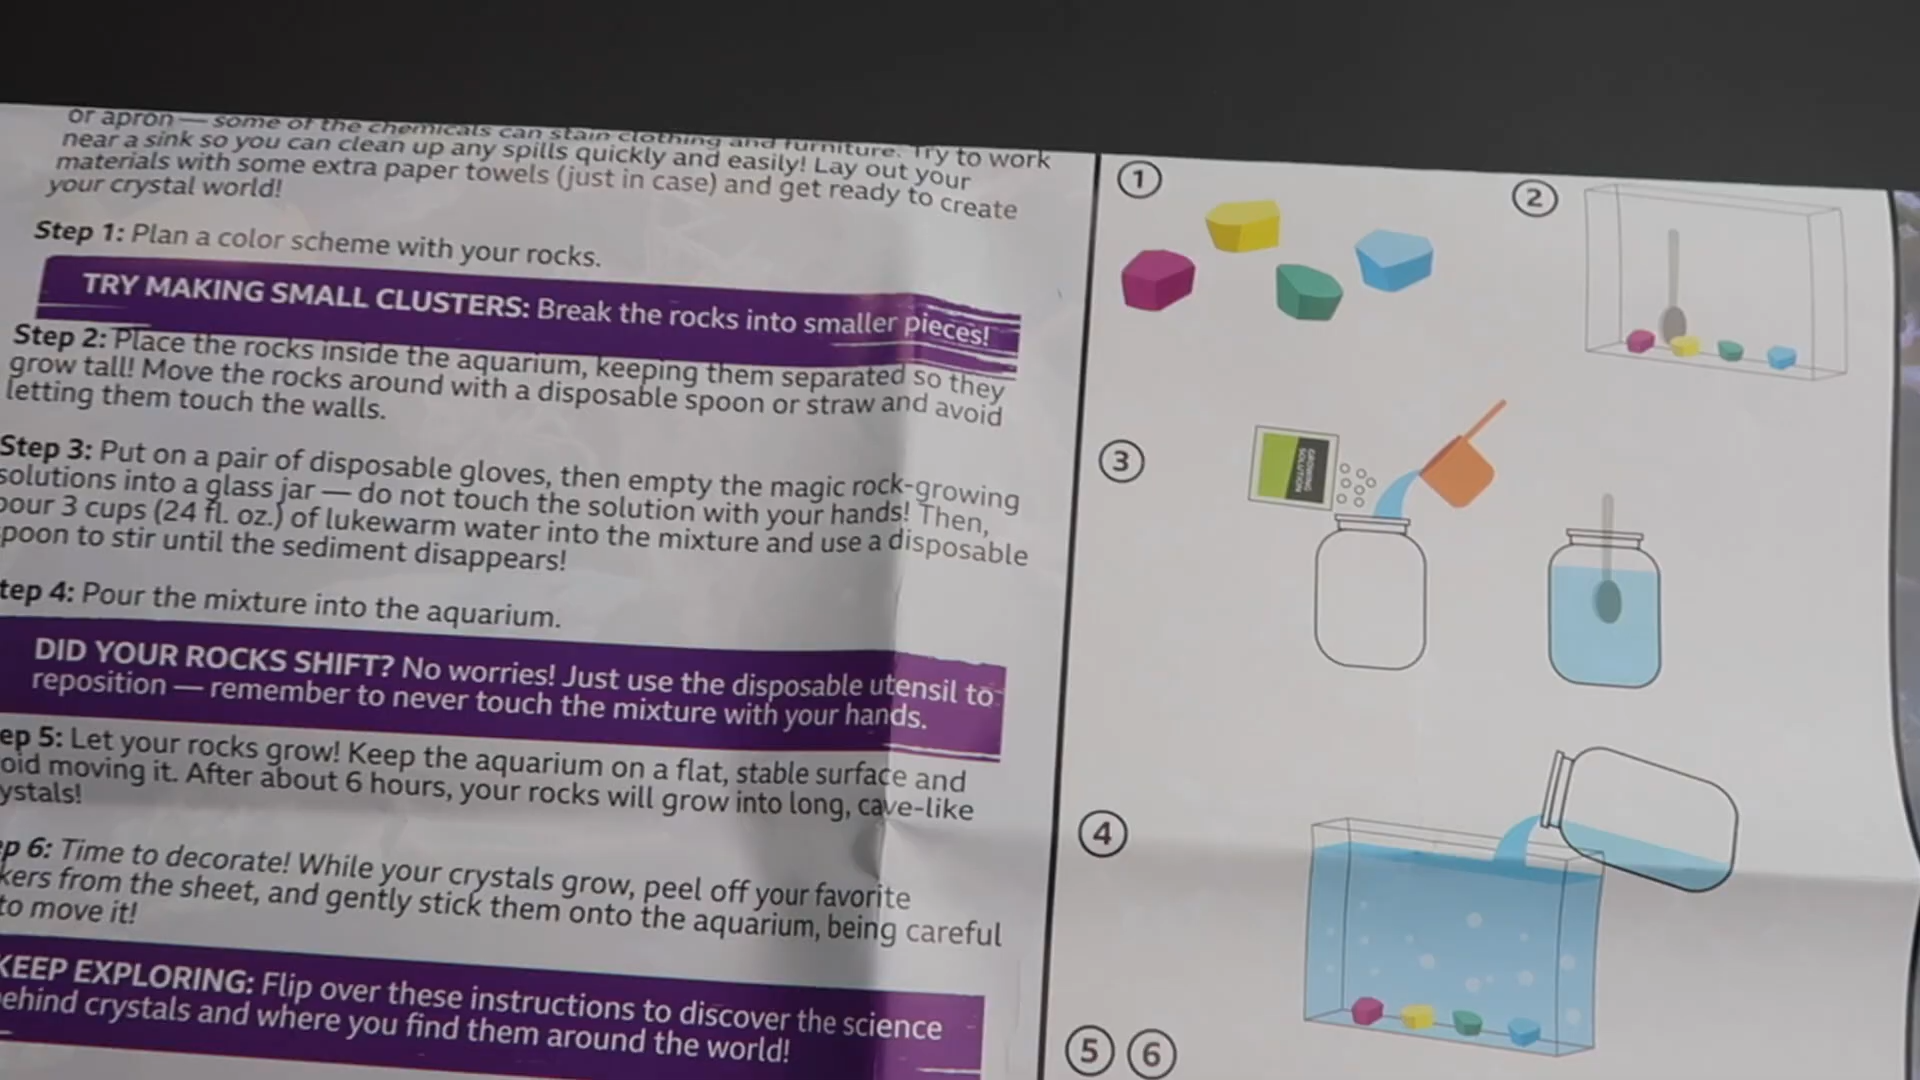 or apron — some of the chemicals can stain clothing and furniture. Try to work
near a sink so you can clean up any spills quickly and easily! Lay out your
materials with some extra paper towels (just in case) and get ready to create
your crystal world!
Step 1: Plan a color scheme with your rocks.
TRY MAKING SMALL CLUSTERS: Break the rocks into smaller pieces!
Step 2: Place the rocks inside the aquarium, keeping them separated so they
grow tall! Move the rocks around with a disposable spoon or straw and avoid
letting them touch the walls.
Step 3: Put on a pair of disposable gloves, then empty the magic rock-growing
solutions into a glass jar — do not touch the solution with your hands! Then,
pour 3 cups (24 fl. oz.) of lukewarm water into the mixture and use a disposable
poon to stir until the sediment disappears!
tep 4: Pour the mixture into the aquarium.
DID YOUR ROCKS SHIFT? No worries! Just use the disposable utensil to
reposition — remember to never touch the mixture with your hands.
ep 5: Let your rocks grow! Keep the aquarium on a flat, stable surface and
oid moving it. After about 6 hours, your rocks will grow into long, cave-like
ystals!
p 6: Time to decorate! While your crystals grow, peel off your favorite
kers from the sheet, and gently stick them onto the aquarium, being careful
to move it!
KEEP EXPLORING: Flip over these instructions to discover the science
ehind crystals and where you find them around the world!
1
2
3
GROWING
SOLUTION
4
5 6